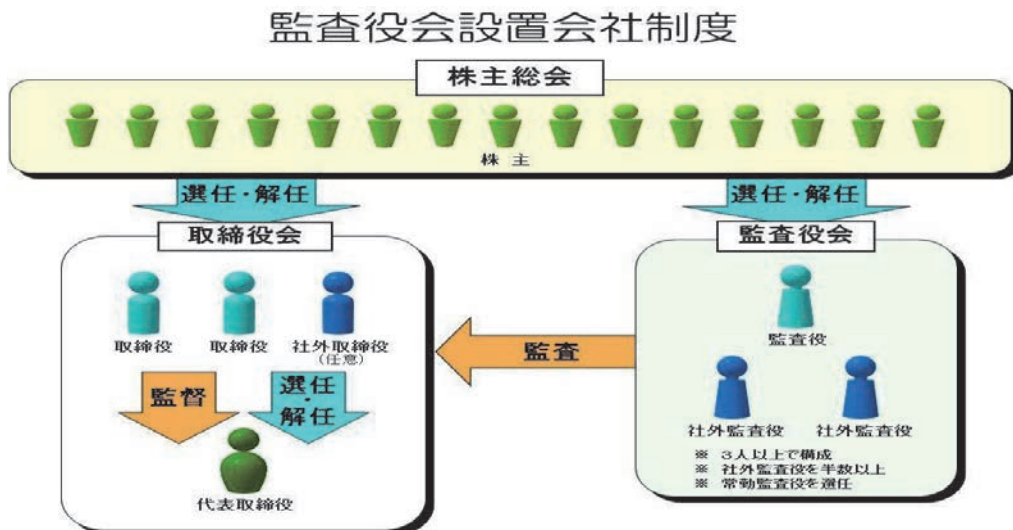 監査役会設置会社制度
株主総会
株主
選任・解任
選任・解任
取締役会
監査役会
取締役
取締役
社外取締役
(任意)
監督
選任・解任
代表取締役
監査
監査役
社外監査役
社外監査役
※ 3人以上で構成
※ 社外監査役を半数以上
※ 常勤監査役を選任